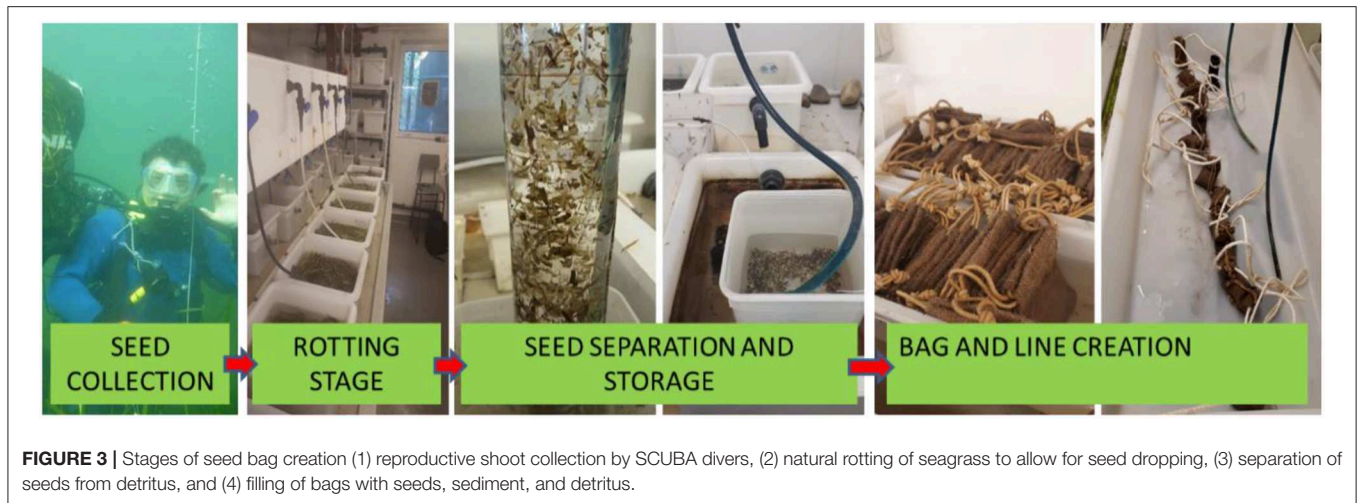 SEED
COLLECTION
ROTTING
STAGE
SEED SEPARATION AND
STORAGE
BAG AND LINE CREATION
FIGURE 3 | Stages of seed bag creation (1) reproductive shoot collection by SCUBA divers, (2) natural rotting of seagrass to allow for seed dropping, (3) separation of
seeds from detritus, and (4) filling of bags with seeds, sediment, and detritus.